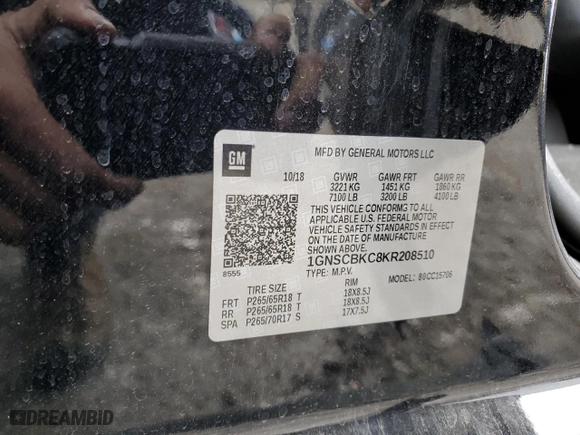 GM
MFD BY GENERAL MOTORS LLC
10/18 GVWR GAWR FRT GAWR RR
3221 KG 1451 KG 1860 KG
7100 LB 3200 LB 4100 LB
THIS VEHICLE CONFORMS TO ALL
APPLICABLE U.S. FEDERAL MOTOR
VEHICLE SAFETY STANDARDS IN EFFECT
ON THE DATE OF MANUFACTURE
SHOWN ABOVE.
1GNSCBKC8KR208510
8555
TYPE: M.P.V. MODEL: 89CC15706
TIRE SIZE RIM
FRT P265/65R18 T 18X8.5J
RR P265/65R18 T 18X8.5J
SPA P265/70R17 S 17X7.5J
DREAMBID